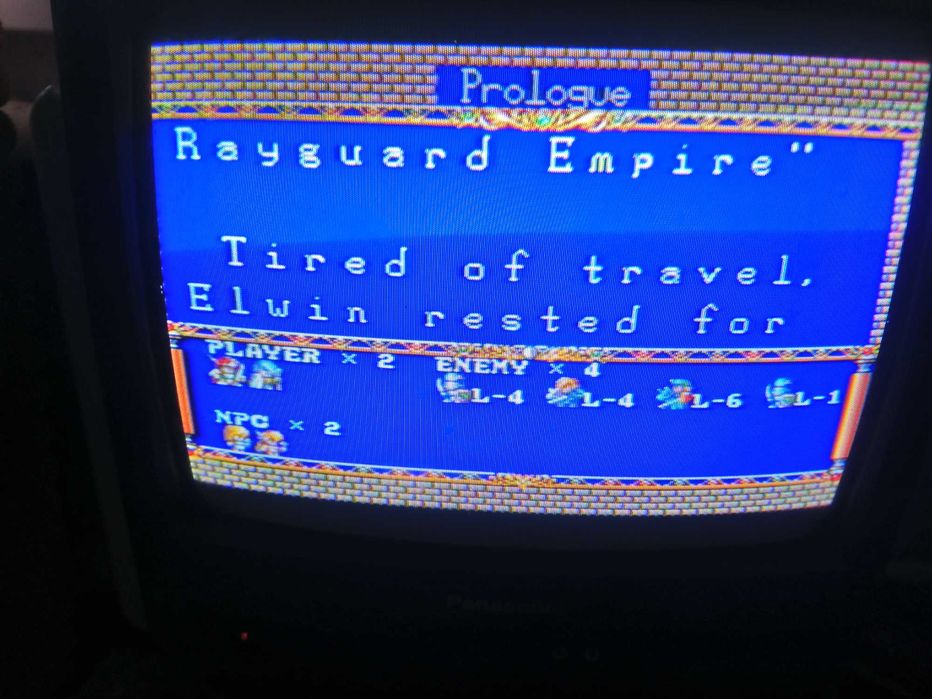 Prologue
Rayguard Empire"
Tired of travel,
Elwin rested for
PLAYER × 2
ENEMY × 4
L-4 L-4 L-6 L-1
NPC × 2
Panasonic